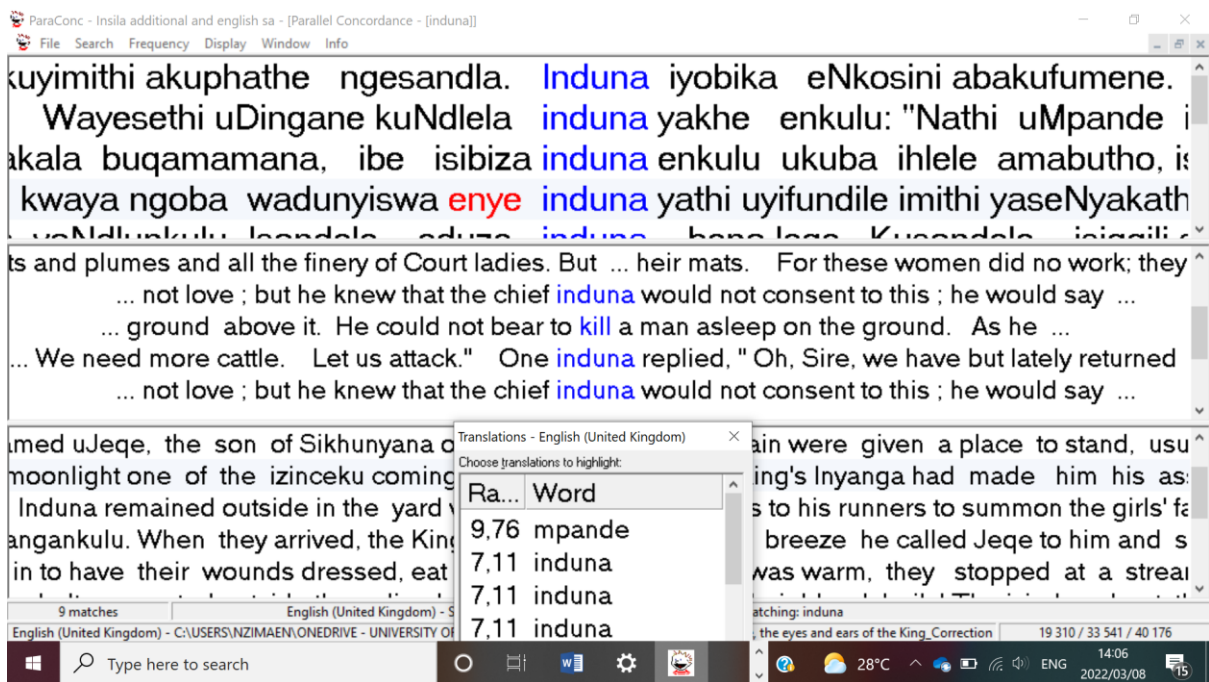 ParaConc - Insila additional and english sa - [Parallel Concordance - [induna]]
File Search Frequency Display Window Info
kuyimithi akuphathe ngesandla. Induna iyobika eNkosini abakufumene.
Wayesethi uDingane kuNdlela induna yakhe enkulu: "Nathi uMpande i
akala buqamamana, ibe isibiza induna enkulu ukuba ihlele amabutho, is
kwaya ngoba wadunyiswa enye induna yathi uyifundile imithi yaseNyakath
ts and plumes and all the finery of Court ladies. But ... heir mats. For these women did no work; they
... not love ; but he knew that the chief induna would not consent to this ; he would say ...
... ground above it. He could not bear to kill a man asleep on the ground. As he ...
... We need more cattle. Let us attack." One induna replied, " Oh, Sire, we have but lately returned
... not love ; but he knew that the chief induna would not consent to this ; he would say ...
amed uJeqe, the son of Sikhunyana o
ain were given a place to stand, usu
moonlight one of the izinceku coming
ing's Inyanga had made him his as
Induna remained outside in the yard
s to his runners to summon the girls' fa
angankulu. When they arrived, the King
breeze he called Jeqe to him and s
in to have their wounds dressed, eat
was warm, they stopped at a strea
Translations - English (United Kingdom)
Choose translations to highlight:
Ra... Word
9,76 mpande
7,11 induna
7,11 induna
7,11 induna
9 matches English (United Kingdom) - S atching: induna
English (United Kingdom) - C:\USERS\NZIMAEN\ONEDRIVE - UNIVERSITY OF , the eyes and ears of the King_Correction 19 310 / 33 541 / 40 176
Type here to search 28°C ENG 14:06
2022/03/08
15